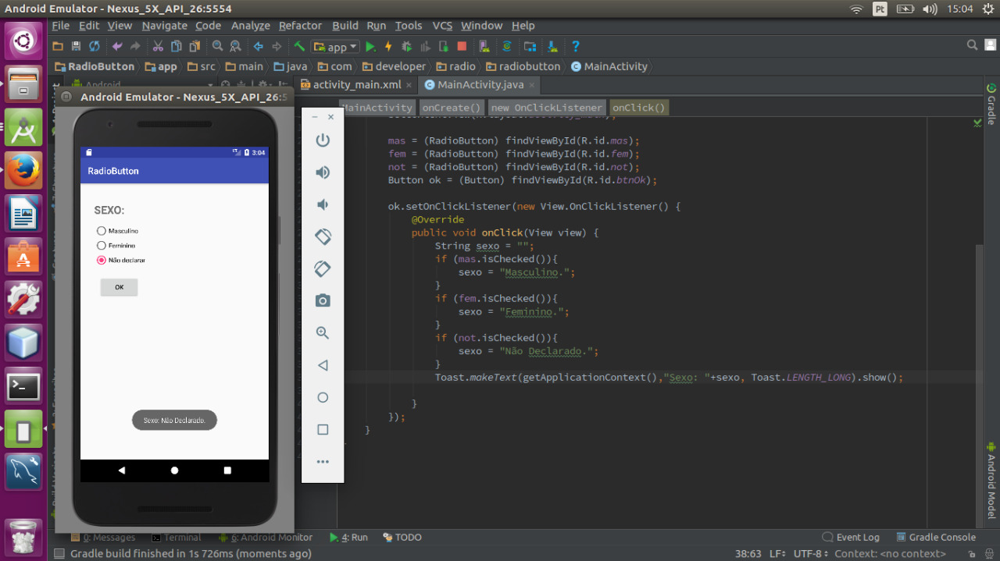 Android Emulator - Nexus_5X_API_26:5554
Pt
15:04
File Edit View Navigate Code Analyze Refactor Build Run Tools VCS Window Help
app
RadioButton app src main java com developer radio radiobutton MainActivity
Android
activity_main.xml
MainActivity.java
Android Emulator - Nexus_5X_API_26:5
MainActivity onCreate() new OnClickListener onClick()
3:04
RadioButton
SEXO:
Masculino
Feminino
Não declarar
OK
Sexo: Não Declarado.
mas = (RadioButton) findViewById(R.id.mas);
fem = (RadioButton) findViewById(R.id.fem);
not = (RadioButton) findViewById(R.id.not);
Button ok = (Button) findViewById(R.id.btnOk);
ok.setOnClickListener(new View.OnClickListener() {
@Override
public void onClick(View view) {
String sexo = "";
if (mas.isChecked()){
sexo = "Masculino.";
}
if (fem.isChecked()){
sexo = "Feminino.";
}
if (not.isChecked()){
sexo = "Não Declarado.";
}
Toast.makeText(getApplicationContext(),"Sexo: "+sexo, Toast.LENGTH_LONG).show();
}
});
}
Gradle
Android Model
0: Messages Terminal 6: Android Monitor 4: Run TODO Event Log Gradle Console
Gradle build finished in 1s 726ms (moments ago) 38:63 LF UTF-8 Context: <no context>